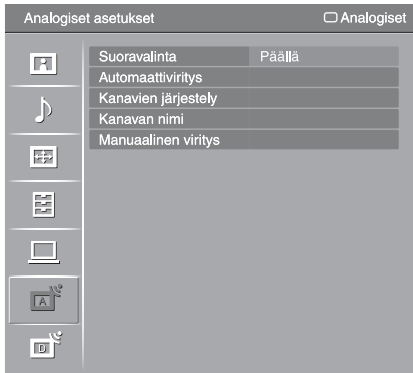 Analogiset asetukset
Analogiset
Suoravalinta Päällä
Automaattiviritys
Kanavien järjestely
Kanavan nimi
Manuaalinen viritys
A
D